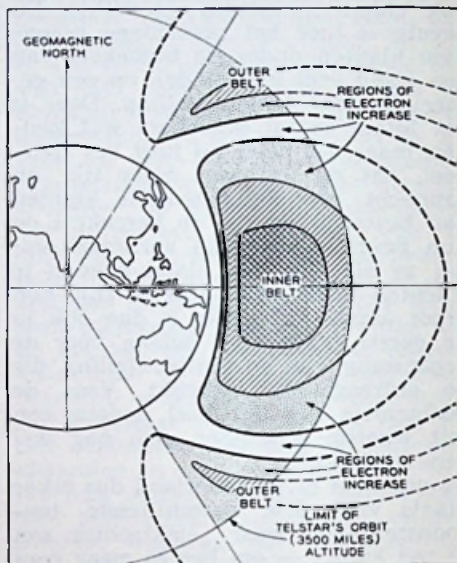 GEOMAGNETIC
NORTH
OUTER
BELT
REGIONS OF
ELECTRON
INCREASE
INNER
BELT
REGIONS OF
ELECTRON
INCREASE
OUTER
BELT
LIMIT OF
TELSTAR'S ORBIT
(3500 MILES)
ALTITUDE